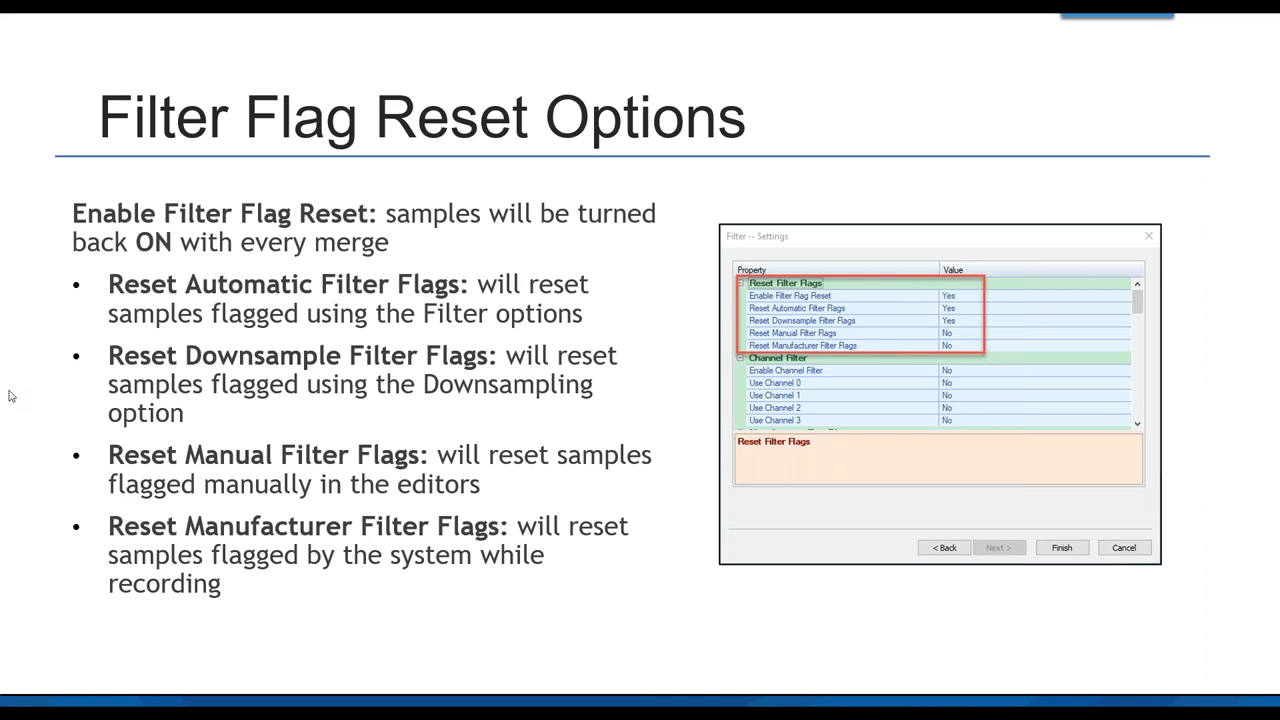 Filter Flag Reset Options
Enable Filter Flag Reset: samples will be turned
back ON with every merge
• Reset Automatic Filter Flags: will reset
samples flagged using the Filter options
• Reset Downsample Filter Flags: will reset
samples flagged using the Downsampling
option
• Reset Manual Filter Flags: will reset samples
flagged manually in the editors
• Reset Manufacturer Filter Flags: will reset
samples flagged by the system while
recording
Filter -- Settings
Property Value
Reset Filter Flags
Enable Filter Flag Reset Yes
Reset Automatic Filter Flags Yes
Reset Downsample Filter Flags Yes
Reset Manual Filter Flags No
Reset Manufacturer Filter Flags No
Channel Filter
Enable Channel Filter No
Use Channel 0 No
Use Channel 1 No
Use Channel 2 No
Use Channel 3 No
Reset Filter Flags
< Back Next > Finish Cancel